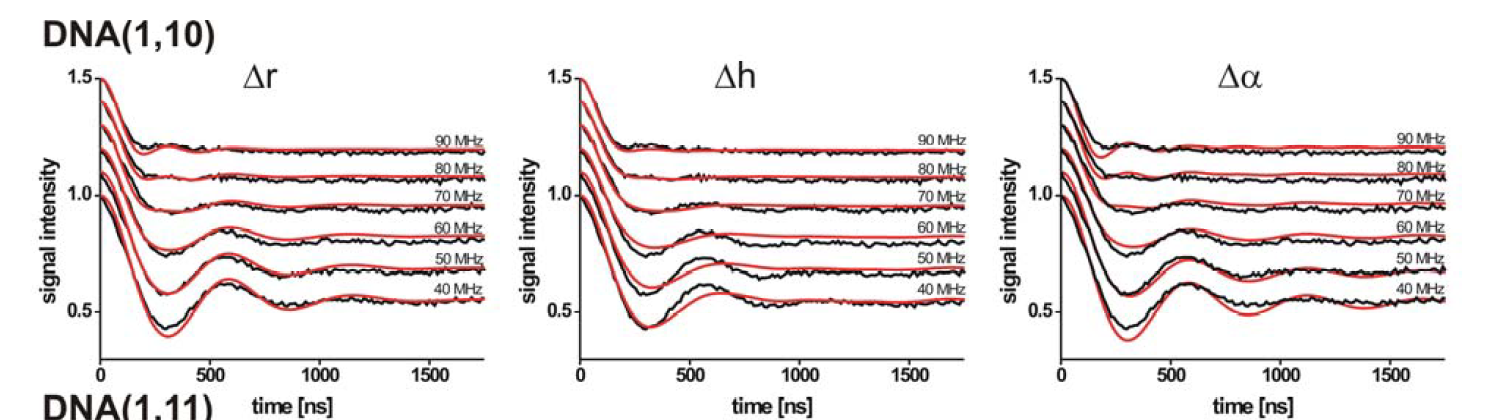 DNA(1,10)
Δr
1.5
1.0
0.5
signal intensity
90 MHz
80 MHz
70 MHz
60 MHz
50 MHz
40 MHz
0 500 1000 1500
time [ns]
Δh
1.5
1.0
0.5
signal intensity
90 MHz
80 MHz
70 MHz
60 MHz
50 MHz
40 MHz
0 500 1000 1500
time [ns]
Δα
1.5
1.0
0.5
signal intensity
90 MHz
80 MHz
70 MHz
60 MHz
50 MHz
40 MHz
0 500 1000 1500
time [ns]
DNA(1,11)